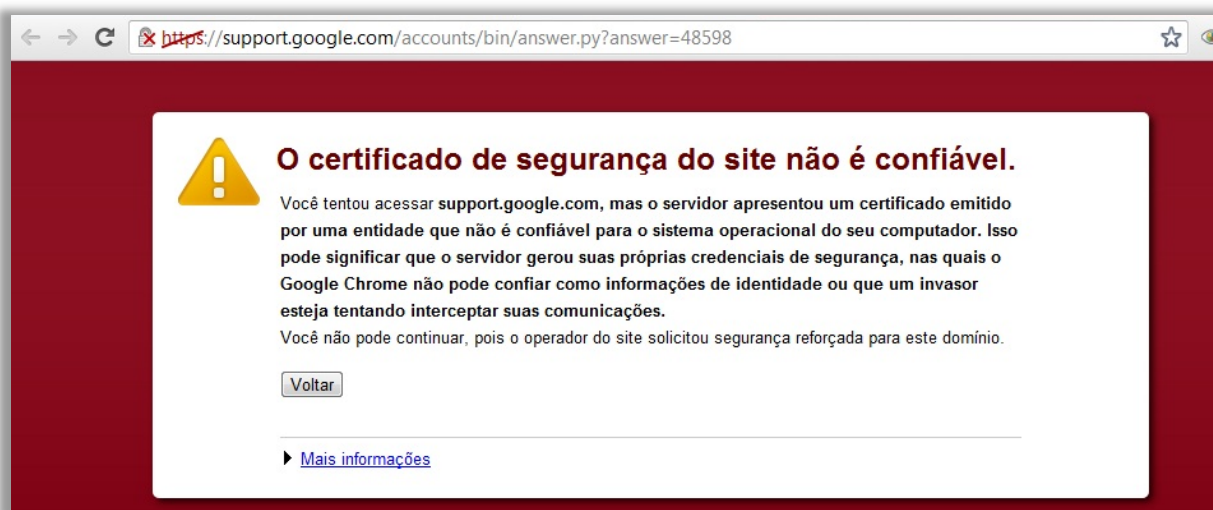 https://support.google.com/accounts/bin/answer.py?answer=48598
O certificado de segurança do site não é confiável.
Você tentou acessar support.google.com, mas o servidor apresentou um certificado emitido
por uma entidade que não é confiável para o sistema operacional do seu computador. Isso
pode significar que o servidor gerou suas próprias credenciais de segurança, nas quais o
Google Chrome não pode confiar como informações de identidade ou que um invasor
esteja tentando interceptar suas comunicações.
Você não pode continuar, pois o operador do site solicitou segurança reforçada para este domínio.
Voltar
Mais informações